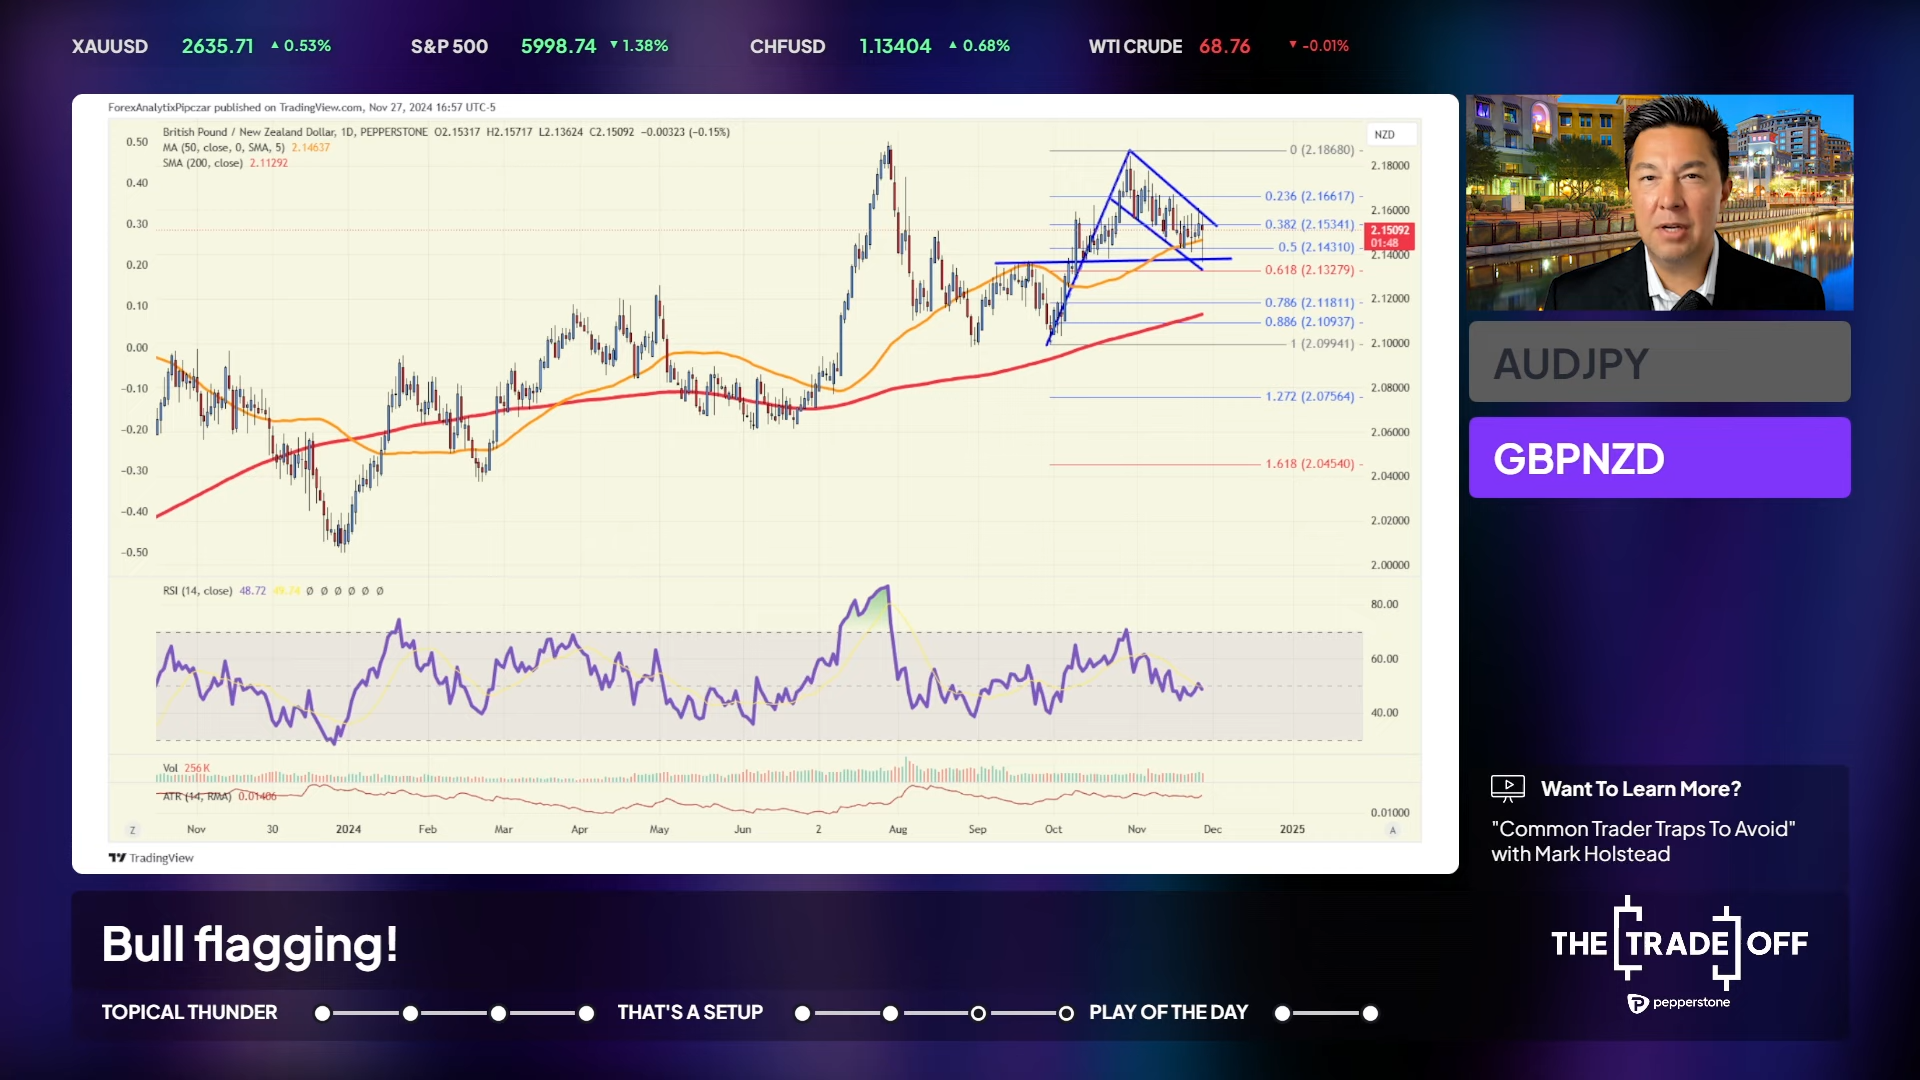 XAUUSD 2635.71 ▲ 0.53% S&P 500 5998.74 ▼ 1.38% CHFUSD 1.13404 ▲ 0.68% WTI CRUDE 68.76 ▼ -0.01%
ForexAnalytixPipczar published on TradingView.com, Nov 27, 2024 16:57 UTC-5
British Pound / New Zealand Dollar, 1D, PEPPERSTONE O2.15317 H2.15717 L2.13624 C2.15092 −0.00323 (−0.15%)
MA (50, close, 0, SMA, 5) 2.14637
SMA (200, close) 2.11292
0.50
0.40
0.30
0.20
0.10
0.00
−0.10
−0.20
−0.30
−0.40
−0.50
0 (2.18680)
0.236 (2.16617)
0.382 (2.15341)
0.5 (2.14310)
0.618 (2.13279)
0.786 (2.11811)
0.886 (2.10937)
1 (2.09941)
1.272 (2.07564)
1.618 (2.04540)
NZD
2.18000
2.16000
2.15092
01:48
2.14000
2.12000
2.10000
2.08000
2.06000
2.04000
2.02000
2.00000
RSI (14, close) 48.72 49.74 Ø Ø Ø Ø Ø Ø
80.00
60.00
40.00
Vol 256 K
ATR (14, RMA) 0.01406
0.01000
Z Nov 30 2024 Feb Mar Apr May Jun 2 Aug Sep Oct Nov Dec 2025 A
TradingView
AUDJPY
GBPNZD
Want To Learn More?
"Common Trader Traps To Avoid"
with Mark Holstead
Bull flagging!
THE TRADE OFF
pepperstone
TOPICAL THUNDER THAT'S A SETUP PLAY OF THE DAY